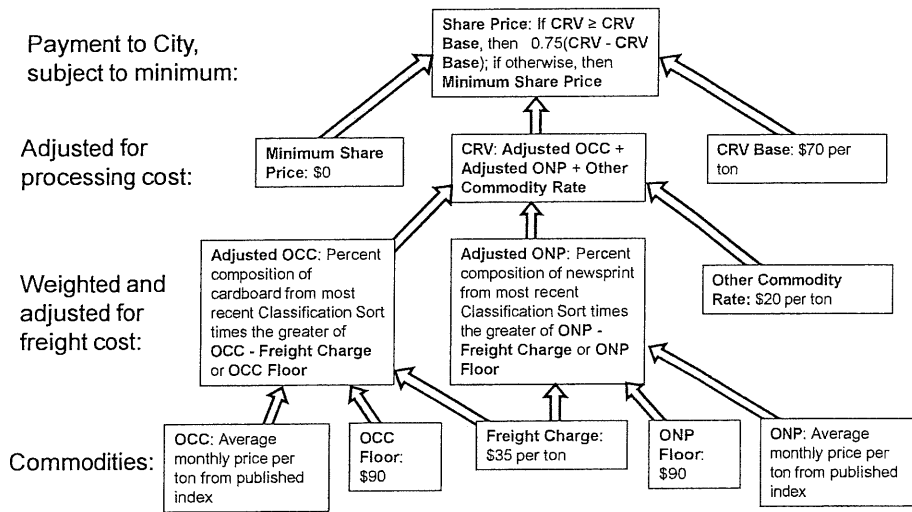 Payment to City,
subject to minimum:
Share Price: If CRV ≥ CRV
Base, then 0.75(CRV - CRV
Base); if otherwise, then
Minimum Share Price
Adjusted for
processing cost:
Minimum Share
Price: $0
CRV: Adjusted OCC +
Adjusted ONP + Other
Commodity Rate
CRV Base: $70 per
ton
Weighted and
adjusted for
freight cost:
Adjusted OCC: Percent
composition of
cardboard from most
recent Classification Sort
times the greater of
OCC - Freight Charge
or OCC Floor
Adjusted ONP: Percent
composition of newsprint
from most recent
Classification Sort times
the greater of ONP -
Freight Charge or ONP
Floor
Other Commodity
Rate: $20 per ton
Commodities:
OCC: Average
monthly price per
ton from published
index
OCC
Floor:
$90
Freight Charge:
$35 per ton
ONP
Floor:
$90
ONP: Average
monthly price per
ton from published
index